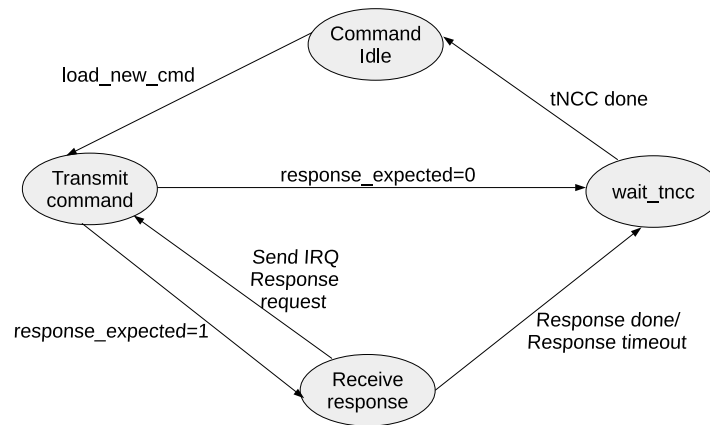 Command
Idle
load_new_cmd
tNCC done
Transmit
command
response_expected=0
wait_tncc
Send IRQ
Response
request
response_expected=1
Response done/
Response timeout
Receive
response